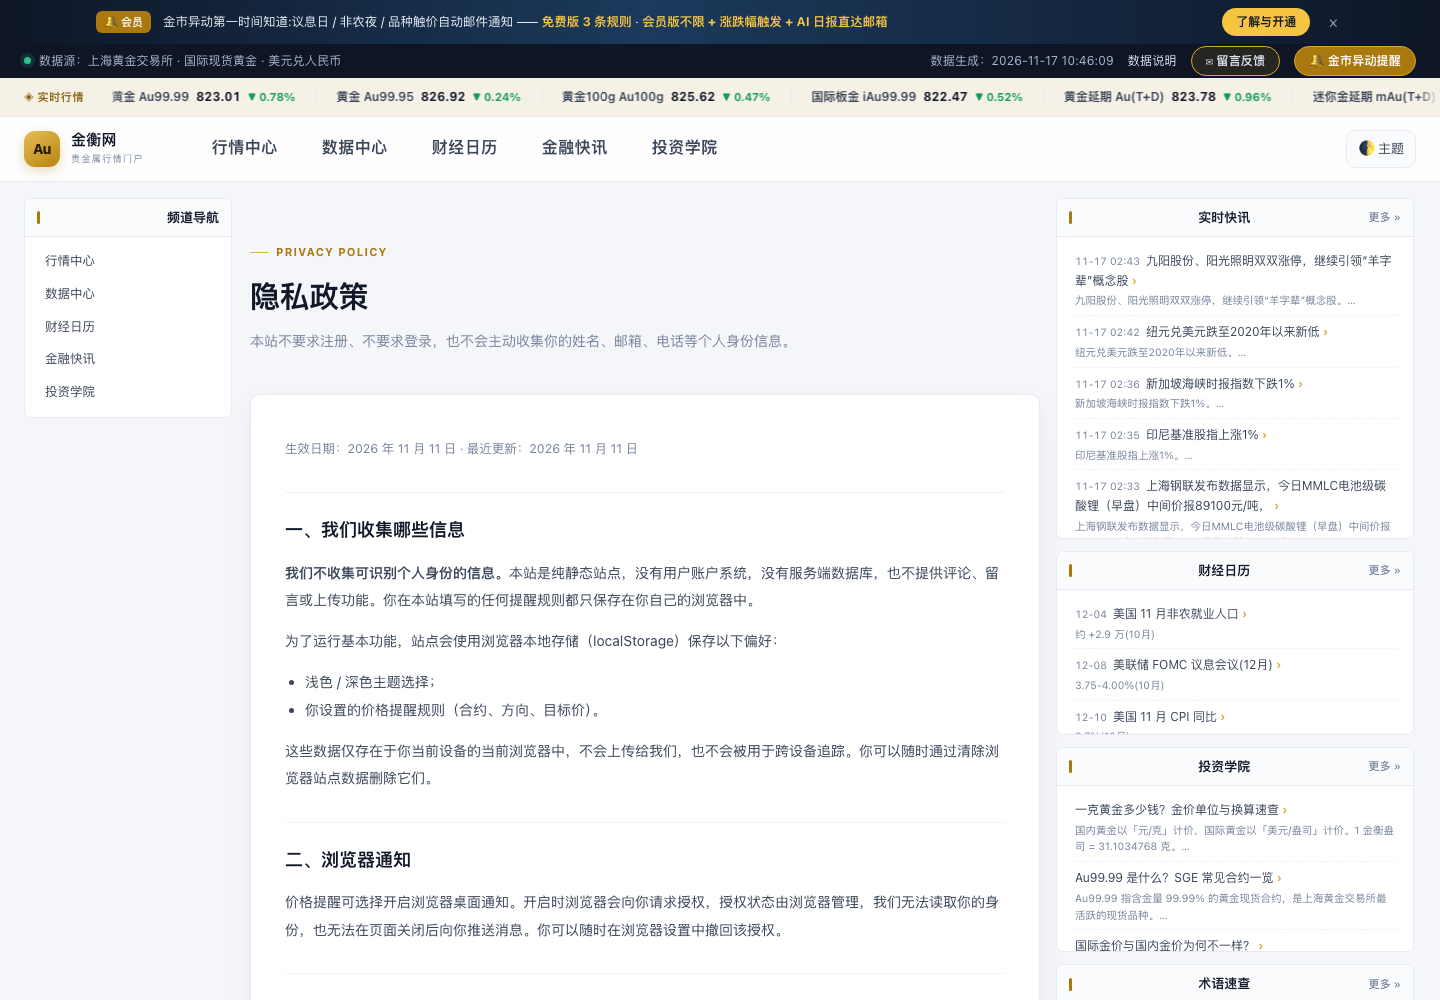 会员 金市异动第一时间知道:议息日 / 非农夜 / 品种触价自动邮件通知 —— 免费版 3 条规则 · 会员版不限 + 涨跌幅触发 + AI 日报直达邮箱 了解与开通 ×
数据源：上海黄金交易所 · 国际现货黄金 · 美元兑人民币 数据生成：2026-11-17 10:46:09 数据说明 ✉ 留言反馈 金市异动提醒
◈ 实时行情 黄金 Au99.99 823.01 ▼ 0.78% 黄金 Au99.95 826.92 ▼ 0.24% 黄金100g Au100g 825.62 ▼ 0.47% 国际板金 iAu99.99 822.47 ▼ 0.52% 黄金延期 Au(T+D) 823.78 ▼ 0.96% 迷你金延期 mAu(T+D)
Au 金衡网
贵金属行情门户
行情中心 数据中心 财经日历 金融快讯 投资学院
主题
频道导航
行情中心
数据中心
财经日历
金融快讯
投资学院
PRIVACY POLICY
隐私政策
本站不要求注册、不要求登录，也不会主动收集你的姓名、邮箱、电话等个人身份信息。
生效日期：2026 年 11 月 11 日 · 最近更新：2026 年 11 月 11 日
一、我们收集哪些信息
我们不收集可识别个人身份的信息。本站是纯静态站点，没有用户账户系统，没有服务端数据库，也不提供评论、留
言或上传功能。你在本站填写的任何提醒规则都只保存在你自己的浏览器中。
为了运行基本功能，站点会使用浏览器本地存储（localStorage）保存以下偏好：
• 浅色 / 深色主题选择；
• 你设置的价格提醒规则（合约、方向、目标价）。
这些数据仅存在于你当前设备的当前浏览器中，不会上传给我们，也不会被用于跨设备追踪。你可以随时通过清除浏
览器站点数据删除它们。
二、浏览器通知
价格提醒可选择开启浏览器桌面通知。开启时浏览器会向你请求授权，授权状态由浏览器管理，我们无法读取你的身
份，也无法在页面关闭后向你推送消息。你可以随时在浏览器设置中撤回该授权。
实时快讯 更多 »
11-17 02:43 九阳股份、阳光照明双双涨停，继续引领“羊字
辈”概念股 ›
九阳股份、阳光照明双双涨停，继续引领“羊字辈”概念股。...
11-17 02:42 纽元兑美元跌至2020年以来新低 ›
纽元兑美元跌至2020年以来新低。...
11-17 02:36 新加坡海峡时报指数下跌1% ›
新加坡海峡时报指数下跌1%。...
11-17 02:35 印尼基准股指上涨1% ›
印尼基准股指上涨1%。...
11-17 02:33 上海钢联发布数据显示，今日MMLC电池级碳
酸锂（早盘）中间价报89100元/吨， ›
上海钢联发布数据显示，今日MMLC电池级碳酸锂（早盘）中间价报
财经日历 更多 »
12-04 美国 11 月非农就业人口 ›
约 +2.9 万(10月)
12-08 美联储 FOMC 议息会议(12月) ›
3.75-4.00%(10月)
12-10 美国 11 月 CPI 同比 ›
投资学院 更多 »
一克黄金多少钱？金价单位与换算速查 ›
国内黄金以「元/克」计价，国际黄金以「美元/盎司」计价。1 金衡盎
司 = 31.1034768 克。...
Au99.99 是什么？SGE 常见合约一览 ›
Au99.99 指含金量 99.99% 的黄金现货合约，是上海黄金交易所最
活跃的现货品种。...
国际金价与国内金价为何不一样？ ›
术语速查 更多 »